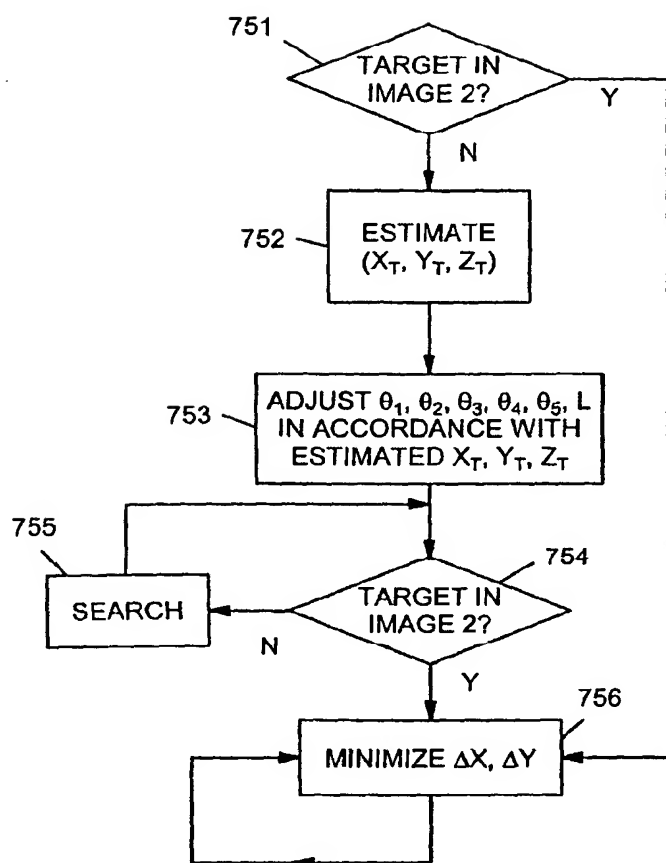 751
TARGET IN
IMAGE 2?
Y
N
752
ESTIMATE
(X_T, Y_T, Z_T)
753
ADJUST θ₁, θ₂, θ₃, θ₄, θ₅, L
IN ACCORDANCE WITH
ESTIMATED X_T, Y_T, Z_T
755
754
SEARCH
TARGET IN
IMAGE 2?
N
Y
756
MINIMIZE ΔX, ΔY